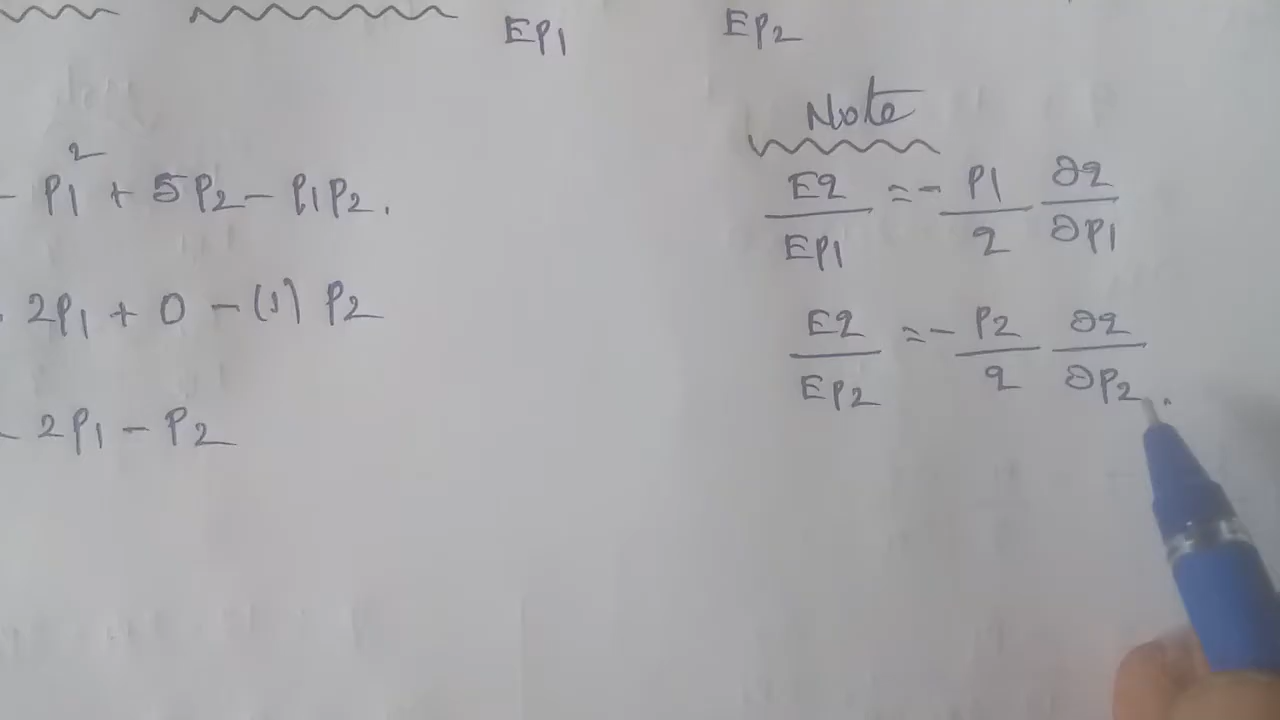 EP1 EP2
Note
- P1² + 5P2 - P1P2.
Eq/EP1 = - P1/q ∂q/∂P1
2P1 + 0 - (1) P2
Eq/EP2 = - P2/q ∂q/∂P2.
- 2P1 - P2